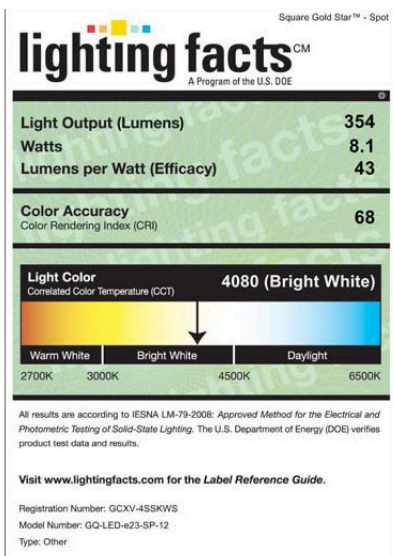 Square Gold Star™ - Spot
lighting facts℠
A Program of the U.S. DOE
Light Output (Lumens) 354
Watts 8.1
Lumens per Watt (Efficacy) 43
Color Accuracy
Color Rendering Index (CRI) 68
Light Color
Correlated Color Temperature (CCT) 4080 (Bright White)
Warm White Bright White Daylight
2700K 3000K 4500K 6500K
All results are according to IESNA LM-79-2008: Approved Method for the Electrical and
Photometric Testing of Solid-State Lighting. The U.S. Department of Energy (DOE) verifies
product test data and results.
Visit www.lightingfacts.com for the Label Reference Guide.
Registration Number: GCXV-4SSKWS
Model Number: GQ-LED-e23-SP-12
Type: Other